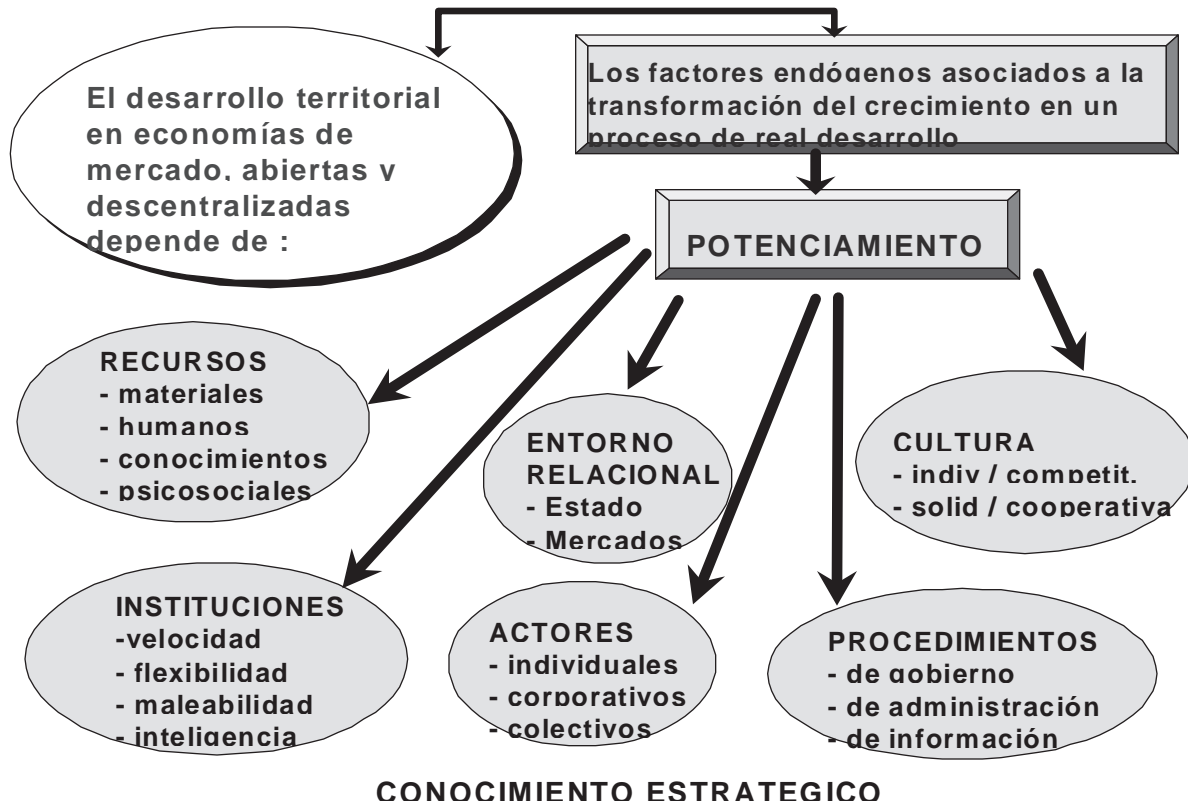 El desarrollo territorial
en economías de
mercado, abiertas y
descentralizadas
depende de :
Los factores endógenos asociados a la
transformación del crecimiento en un
proceso de real desarrollo
POTENCIAMIENTO
RECURSOS
- materiales
- humanos
- conocimientos
- psicosociales
ENTORNO
RELACIONAL
- Estado
- Mercados
CULTURA
- indiv / competit.
- solid / cooperativa
INSTITUCIONES
-velocidad
- flexibilidad
- maleabilidad
- inteligencia
ACTORES
- individuales
- corporativos
- colectivos
PROCEDIMIENTOS
- de gobierno
- de administración
- de información
CONOCIMIENTO ESTRATEGICO